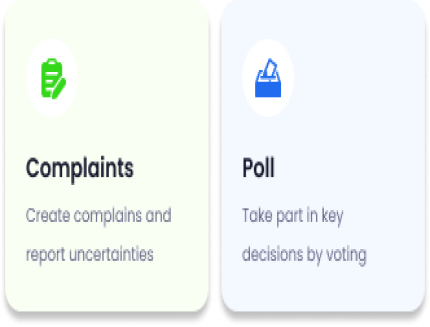 Complaints
Create complains and
report uncertainties
Poll
Take part in key
decisions by voting